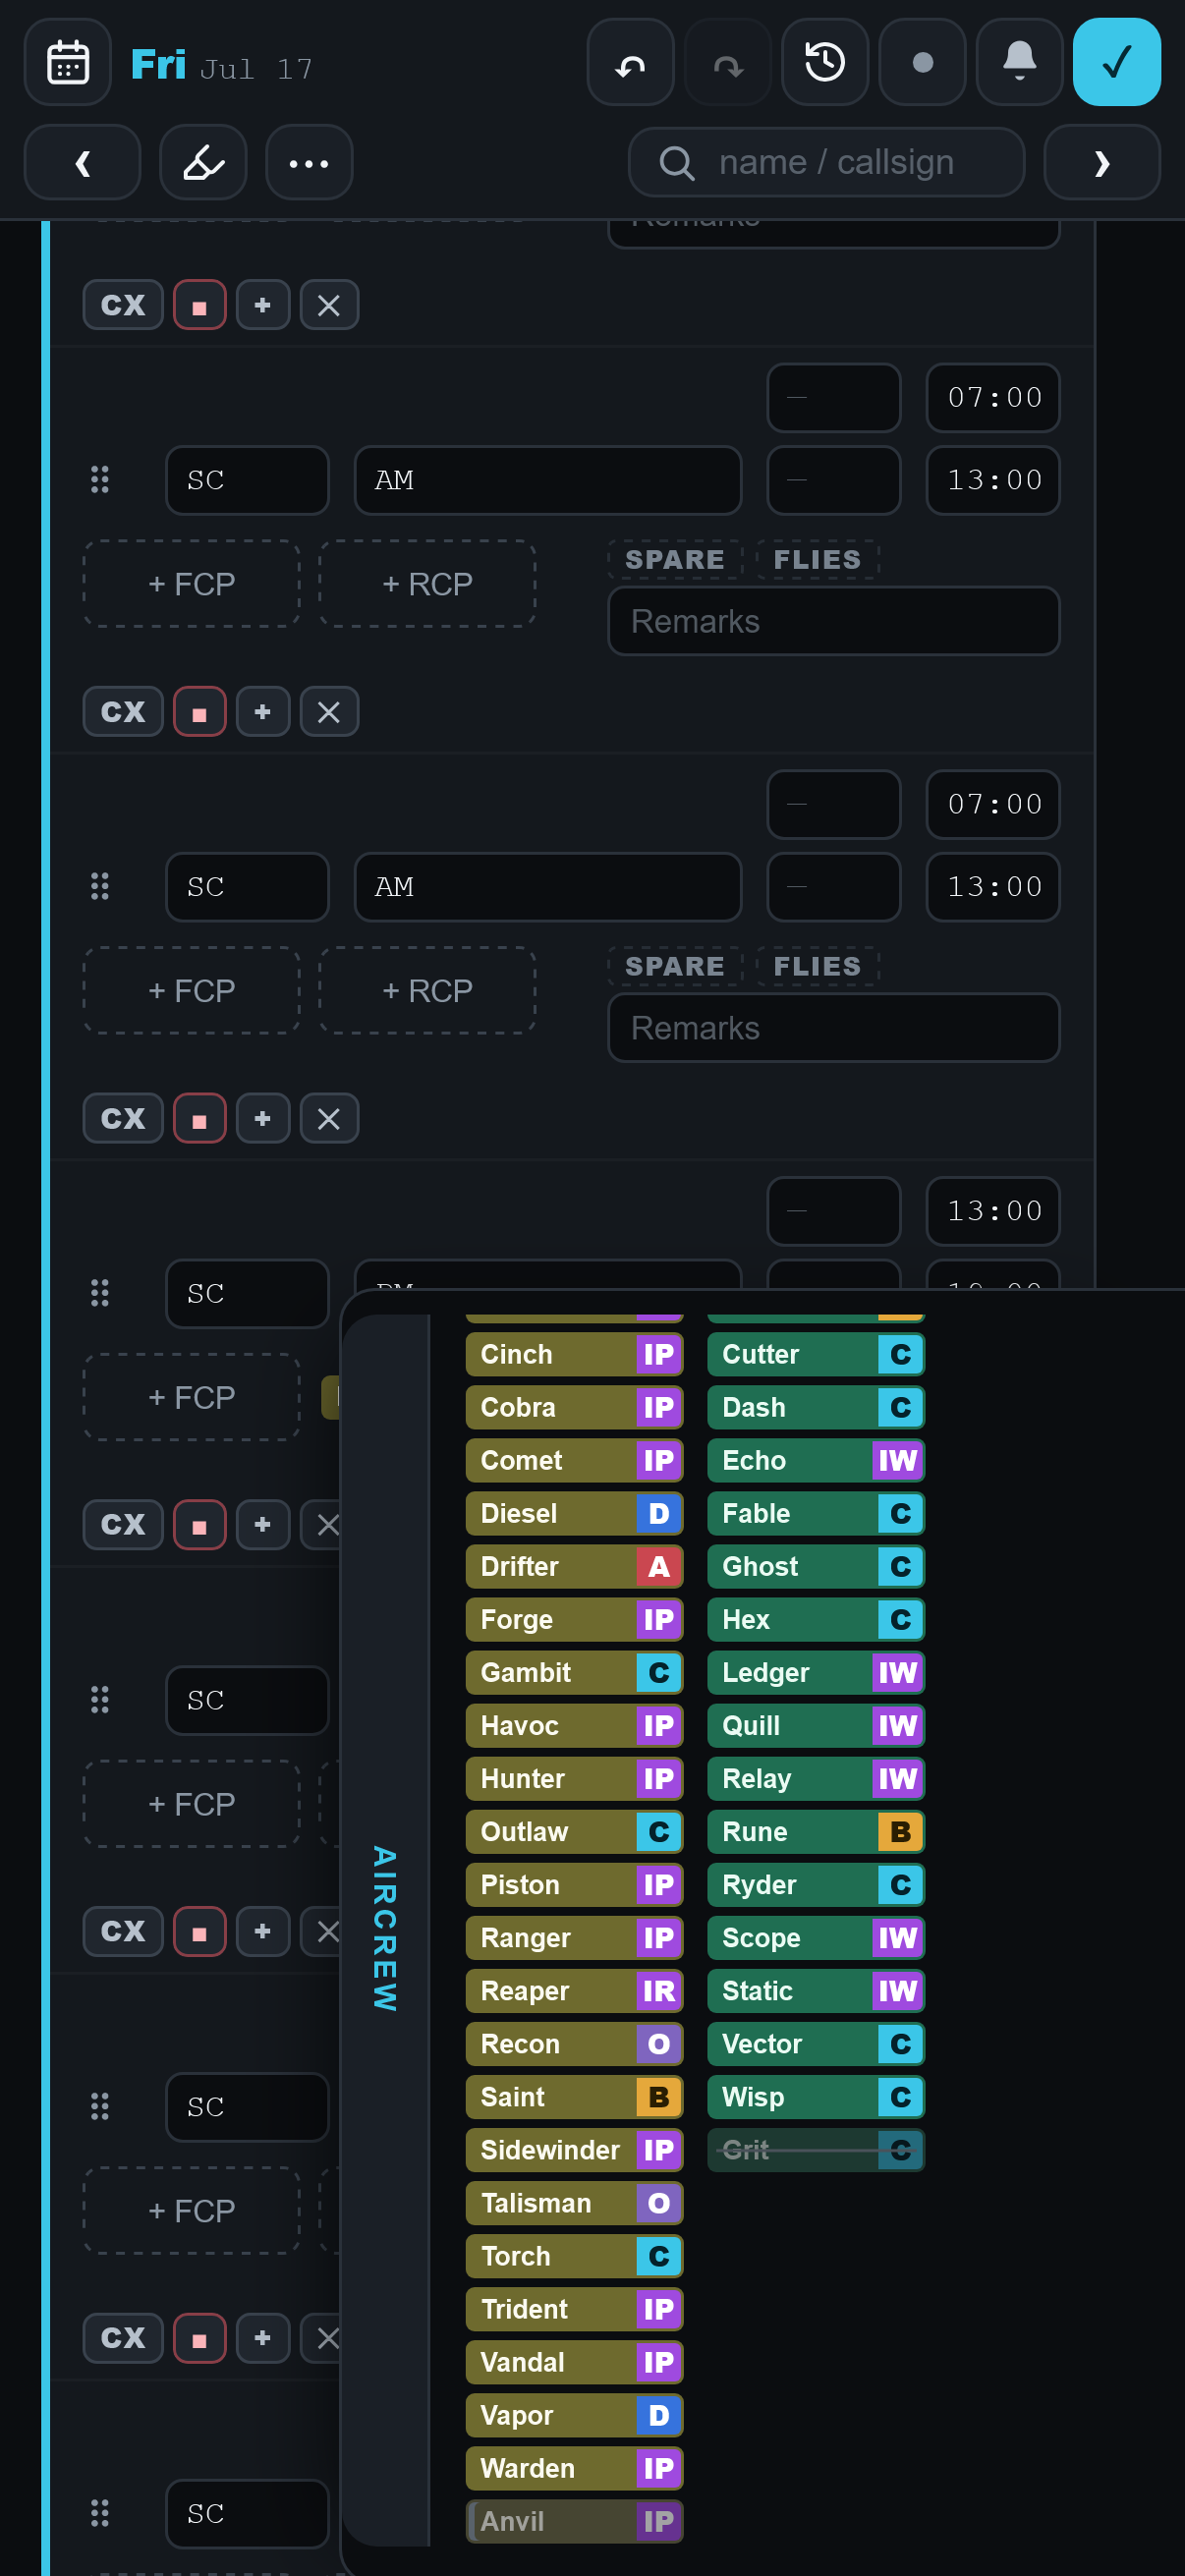 Fri Jul 17
name / callsign
Remarks
CX + ×
— 07:00
SC AM — 13:00
+ FCP + RCP SPARE FLIES
Remarks
CX + ×
— 07:00
SC AM — 13:00
+ FCP + RCP SPARE FLIES
Remarks
CX + ×
— 13:00
SC
+ FCP
CX + ×
SC
+ FCP
CX + ×
SC
+ FCP
CX + ×
SC
AIRCREW
Cinch IP Cutter C
Cobra IP Dash C
Comet IP Echo IW
Diesel D Fable C
Drifter A Ghost C
Forge IP Hex C
Gambit C Ledger IW
Havoc IP Quill IW
Hunter IP Relay IW
Outlaw C Rune B
Piston IP Ryder C
Ranger IP Scope IW
Reaper IR Static IW
Recon O Vector C
Saint B Wisp C
Sidewinder IP Grit C
Talisman O
Torch C
Trident IP
Vandal IP
Vapor D
Warden IP
Anvil IP